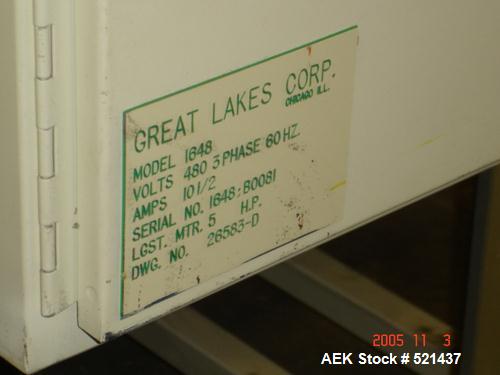 GREAT LAKES CORP.
CHICAGO ILL.
MODEL 1648
VOLTS 480 3 PHASE 60 HZ.
AMPS 10 1/2
SERIAL NO. 1648; B0081
LGST. MTR. 5 H.P.
DWG. NO. 26583-D
2005 11 3
AEK Stock # 521437